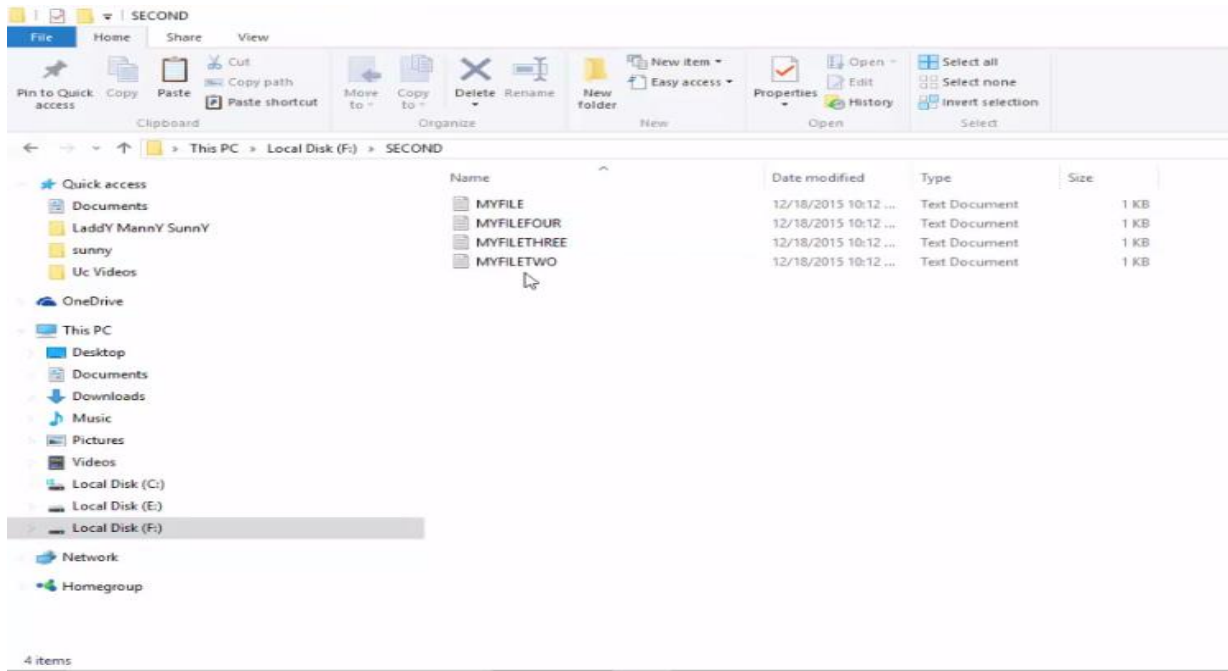 SECOND
File Home Share View
Pin to Quick access
Copy
Paste
Cut
Copy path
Paste shortcut
Clipboard
Move to
Copy to
Delete
Rename
Organize
New folder
New item
Easy access
New
Properties
Open
Edit
History
Open
Select all
Select none
Invert selection
Select
This PC > Local Disk (F:) > SECOND
Quick access
Documents
LaddY MannY SunnY
sunny
Uc Videos
OneDrive
This PC
Desktop
Documents
Downloads
Music
Pictures
Videos
Local Disk (C:)
Local Disk (E:)
Local Disk (F:)
Network
Homegroup
Name Date modified Type Size
MYFILE 12/18/2015 10:12 ... Text Document 1 KB
MYFILEFOUR 12/18/2015 10:12 ... Text Document 1 KB
MYFILETHREE 12/18/2015 10:12 ... Text Document 1 KB
MYFILETWO 12/18/2015 10:12 ... Text Document 1 KB
4 items